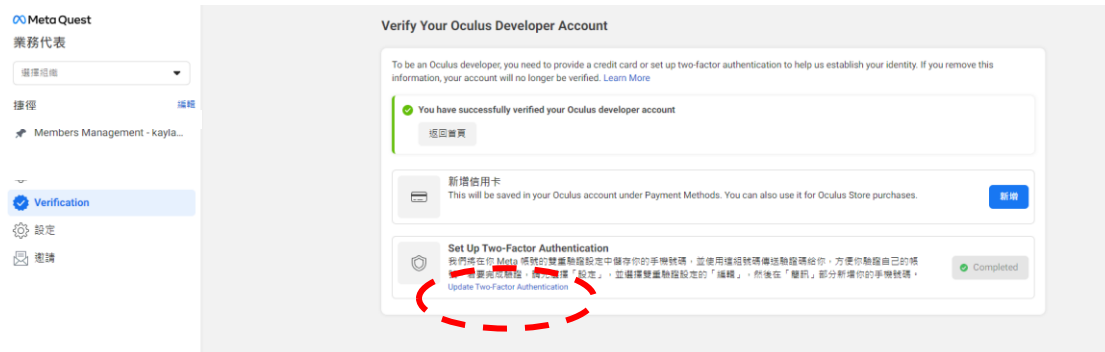 Meta Quest
業務代表
選擇組織
捷徑
編輯
Members Management - kayla...
Verification
設定
邀請
Verify Your Oculus Developer Account
To be an Oculus developer, you need to provide a credit card or set up two-factor authentication to help us establish your identity. If you remove this
information, your account will no longer be verified. Learn More
You have successfully verified your Oculus developer account
返回首頁
新增信用卡
This will be saved in your Oculus account under Payment Methods. You can also use it for Oculus Store purchases.
新增
Set Up Two-Factor Authentication
我們將在你 Meta 帳號的雙重驗證設定中儲存你的手機號碼，並使用這組號碼傳送驗證碼給你，方便你驗證自己的帳
要完成驗證，請先選擇「設定」，並選擇雙重驗證設定的「編輯」，然後在「簡訊」部分新增你的手機號碼。
Update Two-Factor Authentication
Completed